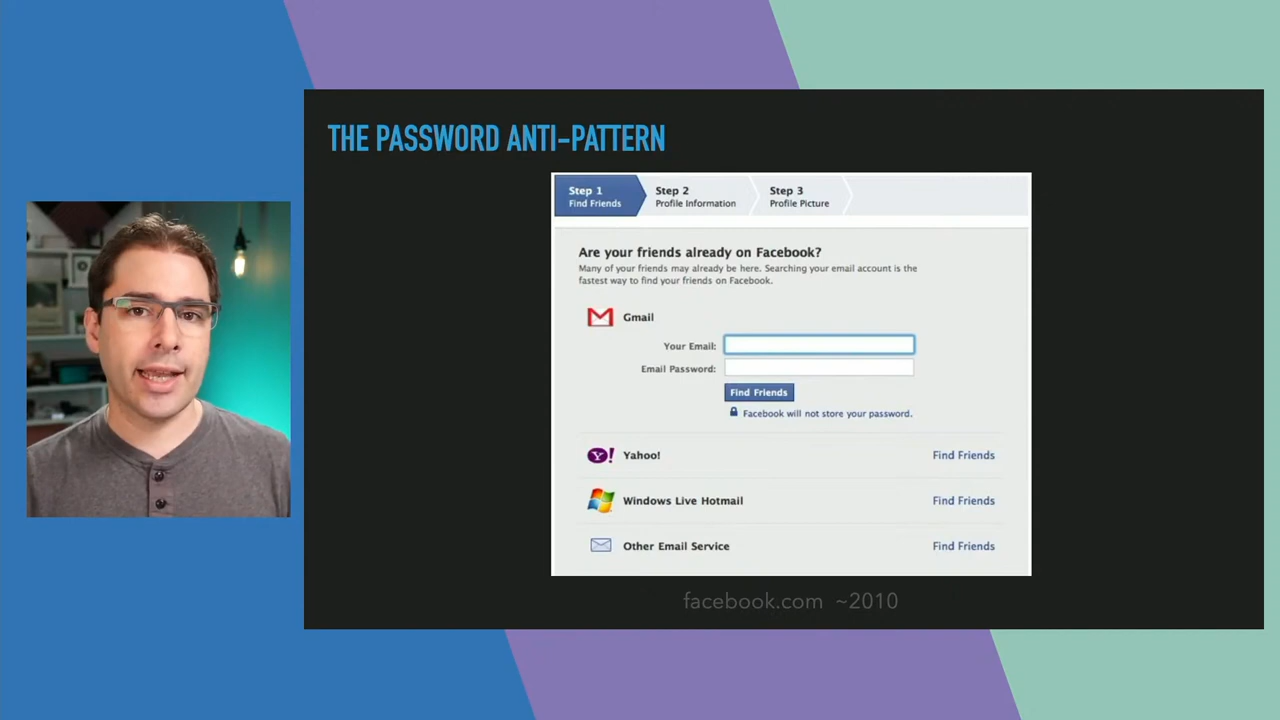 THE PASSWORD ANTI-PATTERN
Step 1
Find Friends
Step 2
Profile Information
Step 3
Profile Picture
Are your friends already on Facebook?
Many of your friends may already be here. Searching your email account is the
fastest way to find your friends on Facebook.
Gmail
Your Email:
Email Password:
Find Friends
Facebook will not store your password.
Y! Yahoo!
Find Friends
Windows Live Hotmail
Find Friends
Other Email Service
Find Friends
facebook.com ~2010